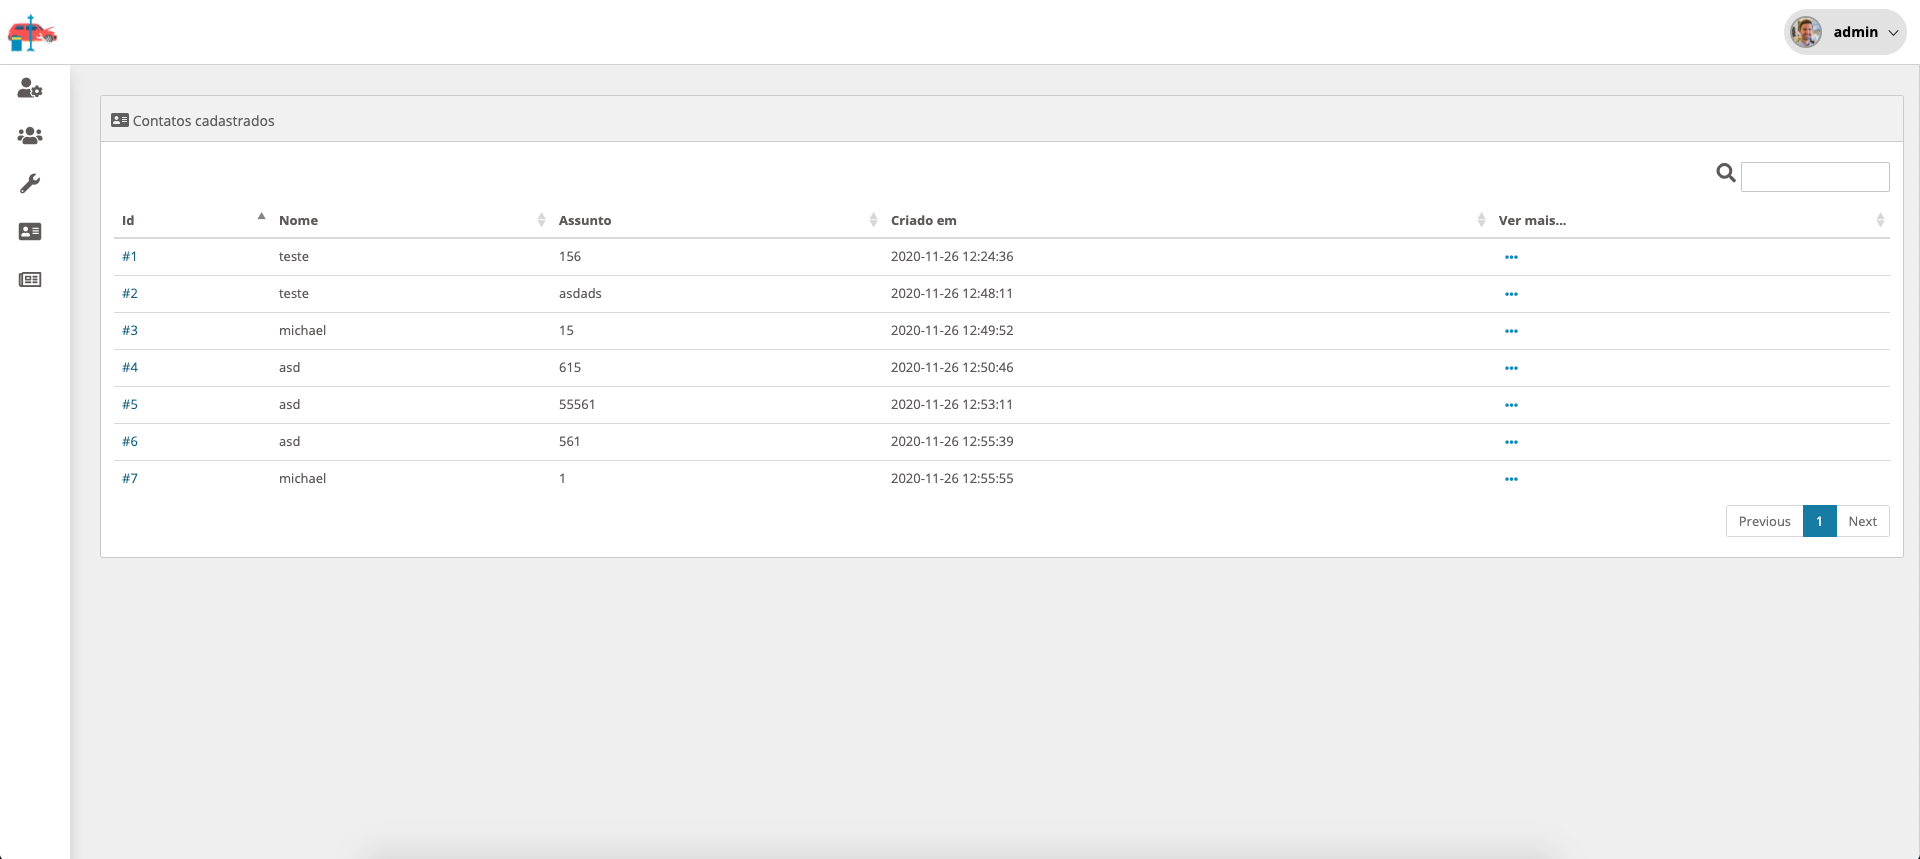 admin
Contatos cadastrados
Id Nome Assunto Criado em Ver mais...
#1 teste 156 2020-11-26 12:24:36
#2 teste asdads 2020-11-26 12:48:11
#3 michael 15 2020-11-26 12:49:52
#4 asd 615 2020-11-26 12:50:46
#5 asd 55561 2020-11-26 12:53:11
#6 asd 561 2020-11-26 12:55:39
#7 michael 1 2020-11-26 12:55:55
Previous 1 Next